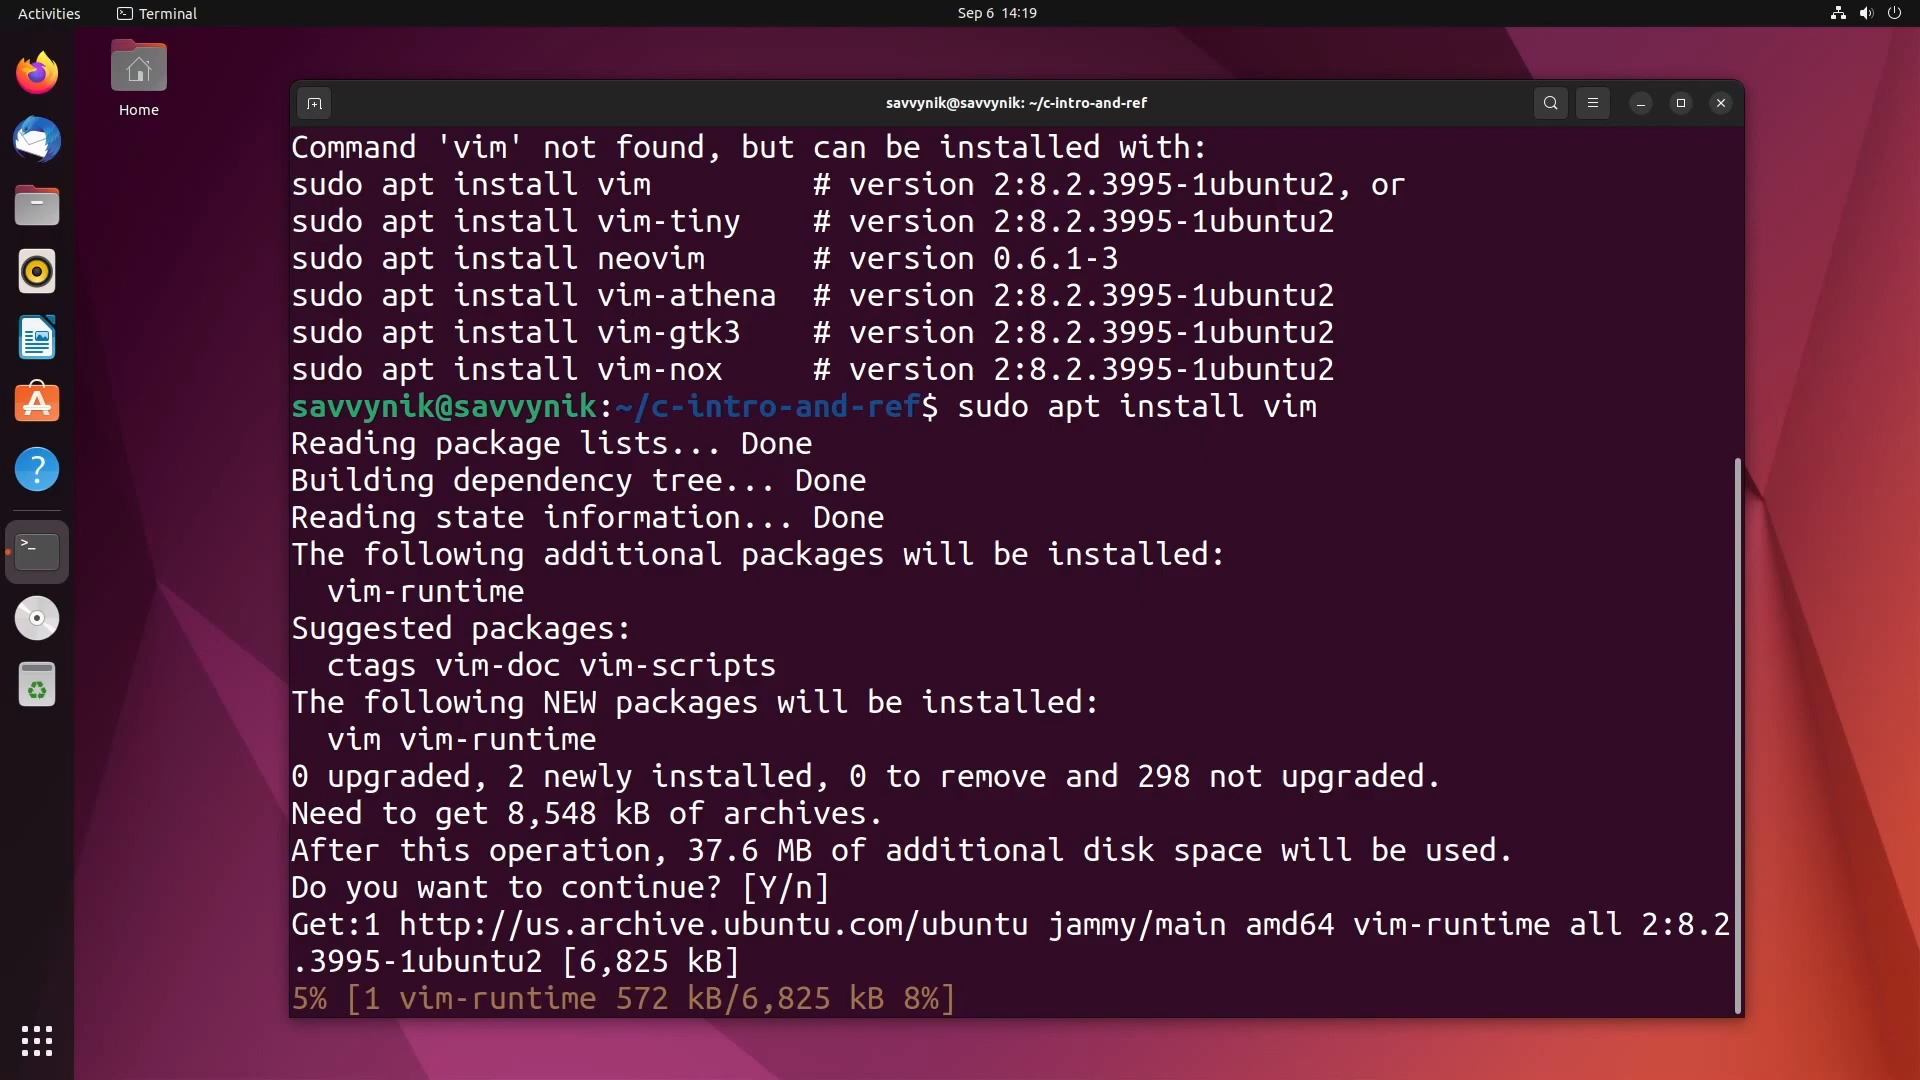 Activities
Terminal
Sep 6 14:19
Home
savvynik@savvynik: ~/c-intro-and-ref
Command 'vim' not found, but can be installed with:
sudo apt install vim         # version 2:8.2.3995-1ubuntu2, or
sudo apt install vim-tiny    # version 2:8.2.3995-1ubuntu2
sudo apt install neovim      # version 0.6.1-3
sudo apt install vim-athena  # version 2:8.2.3995-1ubuntu2
sudo apt install vim-gtk3    # version 2:8.2.3995-1ubuntu2
sudo apt install vim-nox     # version 2:8.2.3995-1ubuntu2
savvynik@savvynik:~/c-intro-and-ref$ sudo apt install vim
Reading package lists... Done
Building dependency tree... Done
Reading state information... Done
The following additional packages will be installed:
  vim-runtime
Suggested packages:
  ctags vim-doc vim-scripts
The following NEW packages will be installed:
  vim vim-runtime
0 upgraded, 2 newly installed, 0 to remove and 298 not upgraded.
Need to get 8,548 kB of archives.
After this operation, 37.6 MB of additional disk space will be used.
Do you want to continue? [Y/n]
Get:1 http://us.archive.ubuntu.com/ubuntu jammy/main amd64 vim-runtime all 2:8.2
.3995-1ubuntu2 [6,825 kB]
5% [1 vim-runtime 572 kB/6,825 kB 8%]